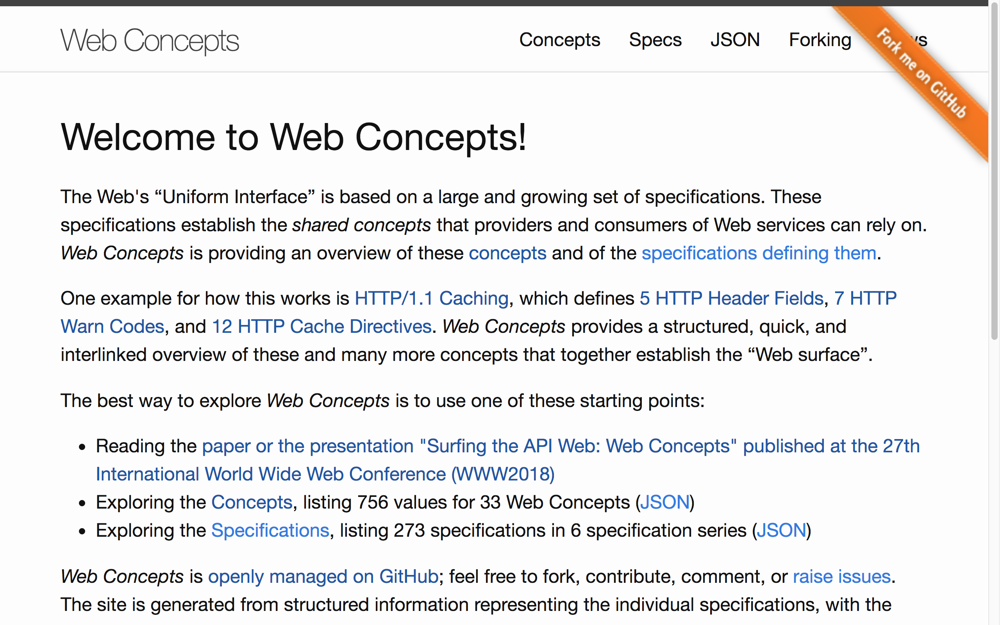 Web Concepts
Concepts Specs JSON Forking
Fork me on GitHub
Welcome to Web Concepts!
The Web's “Uniform Interface” is based on a large and growing set of specifications. These
specifications establish the shared concepts that providers and consumers of Web services can rely on.
Web Concepts is providing an overview of these concepts and of the specifications defining them.
One example for how this works is HTTP/1.1 Caching, which defines 5 HTTP Header Fields, 7 HTTP
Warn Codes, and 12 HTTP Cache Directives. Web Concepts provides a structured, quick, and
interlinked overview of these and many more concepts that together establish the “Web surface”.
The best way to explore Web Concepts is to use one of these starting points:
• Reading the paper or the presentation "Surfing the API Web: Web Concepts" published at the 27th
International World Wide Web Conference (WWW2018)
• Exploring the Concepts, listing 756 values for 33 Web Concepts (JSON)
• Exploring the Specifications, listing 273 specifications in 6 specification series (JSON)
Web Concepts is openly managed on GitHub; feel free to fork, contribute, comment, or raise issues.
The site is generated from structured information representing the individual specifications, with the